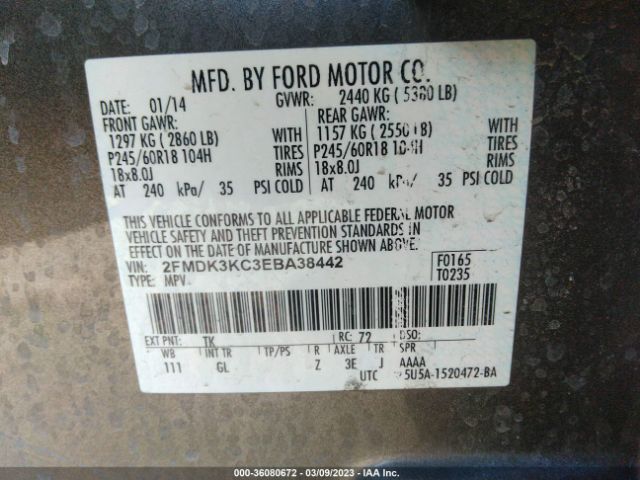 MFD. BY FORD MOTOR CO.
DATE: 01/14 GVWR: 2440 KG ( 5380 LB)
FRONT GAWR: REAR GAWR:
1297 KG ( 2860 LB) WITH 1157 KG ( 2550 LB) WITH
P245/60R18 104H TIRES P245/60R18 104H TIRES
18x8.0J RIMS 18x8.0J RIMS
AT 240 kPa/ 35 PSI COLD AT 240 kPa/ 35 PSI COLD
THIS VEHICLE CONFORMS TO ALL APPLICABLE FEDERAL MOTOR
VEHICLE SAFETY AND THEFT PREVENTION STANDARDS IN
EFFECT ON THE DATE OF MANUFACTURE SHOWN ABOVE.
VIN: 2FMDK3KC3EBA38442 F0165
TYPE: MPV T0235
EXT PNT: TK RC: 72 DSO:
WB INT TR TP/PS R AXLE TR SPR
111 GL Z 3E J AAAA
UTC 5U5A-1520472-BA
000-36080672 / 03/09/2023 - IAA Inc.